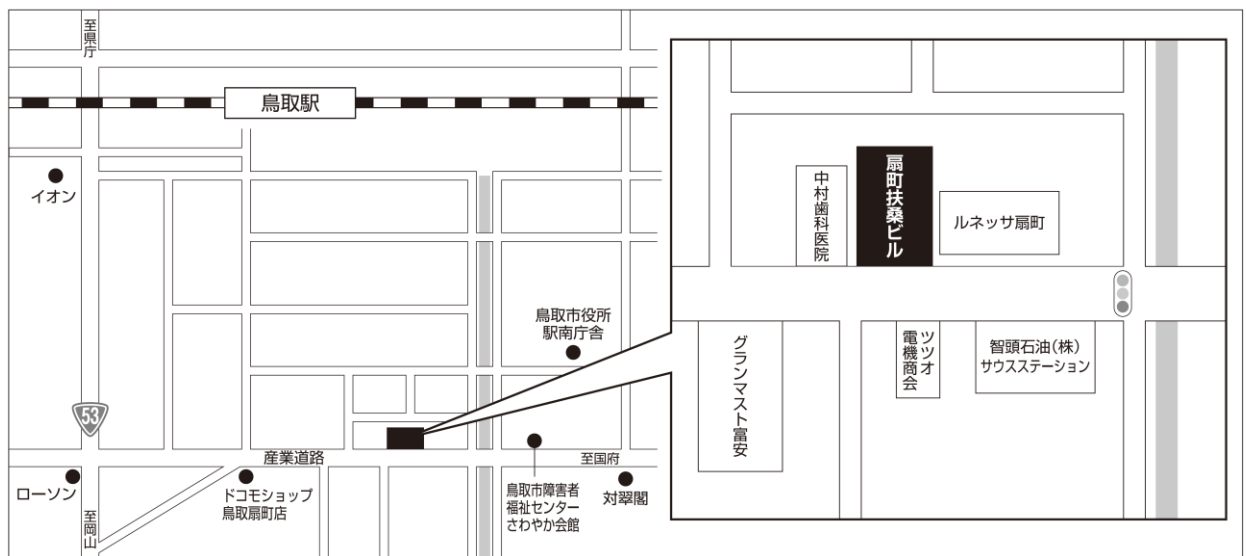 至県庁
鳥取駅
イオン
鳥取市役所
駅南庁舎
53
産業道路
至国府
ローソン
ドコモショップ
鳥取扇町店
鳥取市障害者
福祉センター
さわやか会館
対翠閣
至岡山
中村歯科医院
扇町扶桑ビル
ルネッサ扇町
グランマスト富安
ツツオ
電機商会
智頭石油(株)
サウスステーション